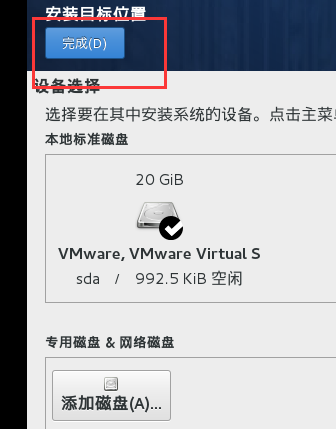 安装目标位置
完成(D)
设备选择
选择要在其中安装系统的设备。点击主菜
本地标准磁盘
20 GiB
VMware, VMware Virtual S
sda / 992.5 KiB 空闲
专用磁盘 & 网络磁盘
添加磁盘(A)...